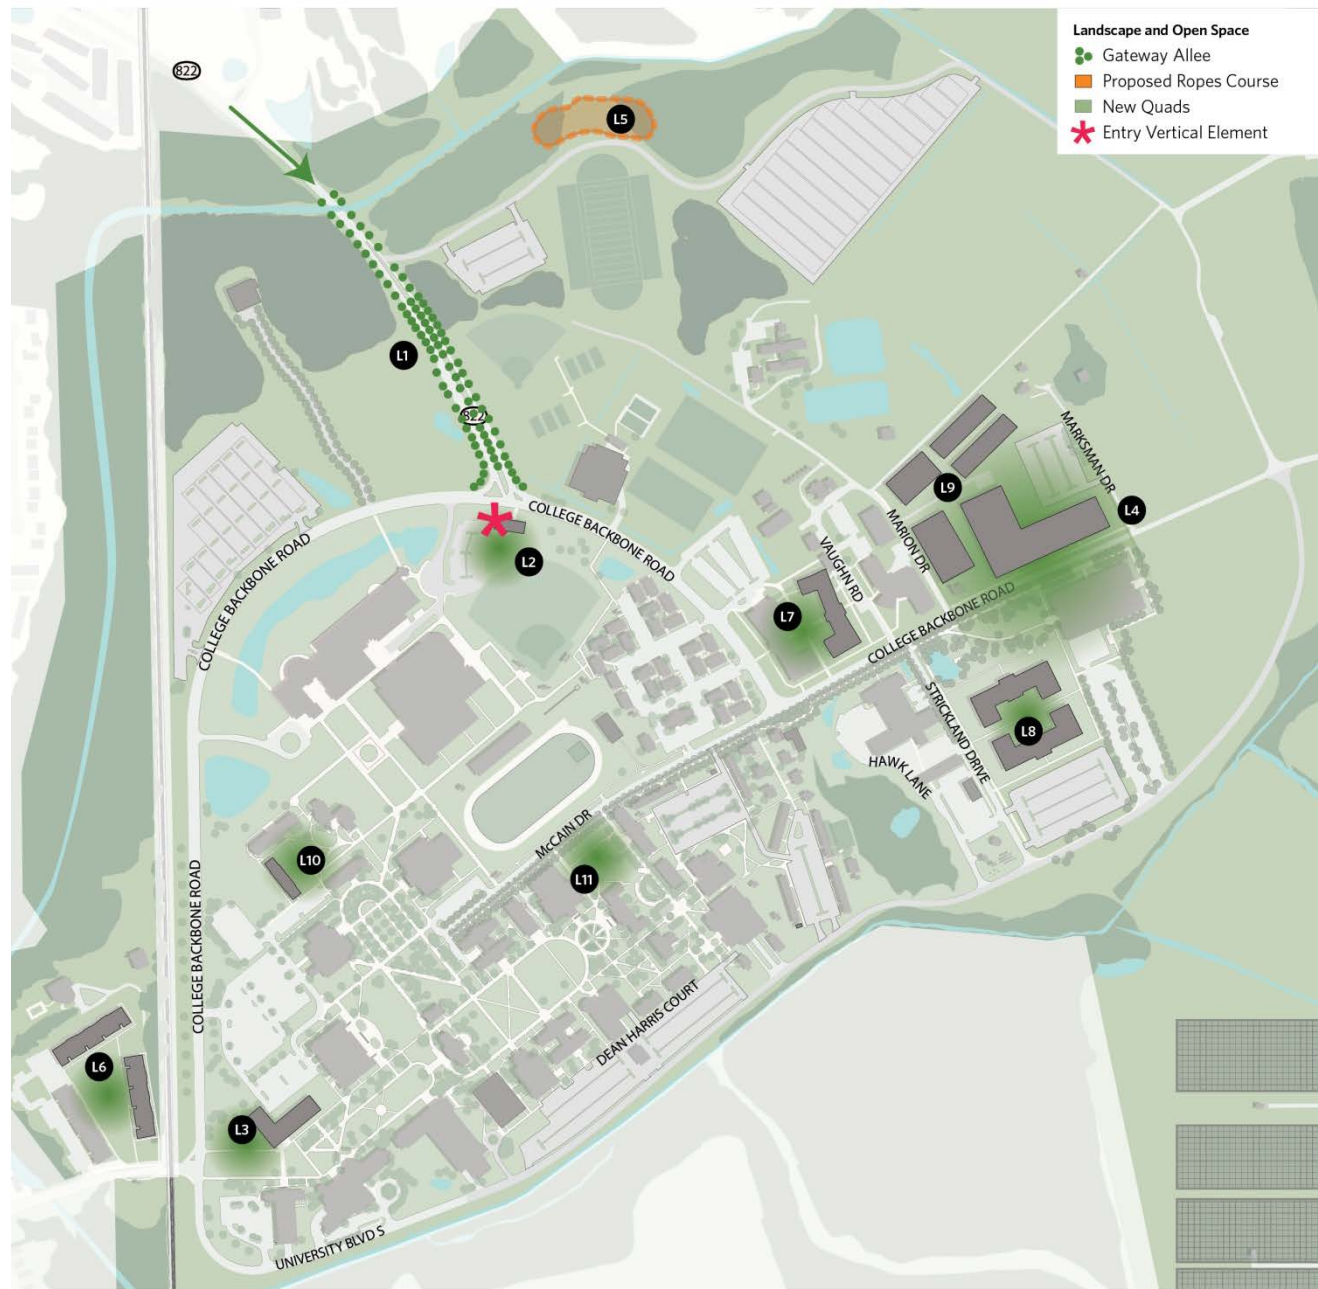 Landscape and Open Space
Gateway Allee
Proposed Ropes Course
New Quads
Entry Vertical Element
822
L5
L1
822
MARKSMAN DR
L9
L4
COLLEGE BACKBONE ROAD
MARION DR
L2
VAUGHN RD
COLLEGE BACKBONE ROAD
L7
COLLEGE BACKBONE ROAD
STRICKLAND DRIVE
L8
HAWK LANE
McCAIN DR
L10
L11
COLLEGE BACKBONE ROAD
DEAN HARRIS COURT
L6
L3
UNIVERSITY BLVD S